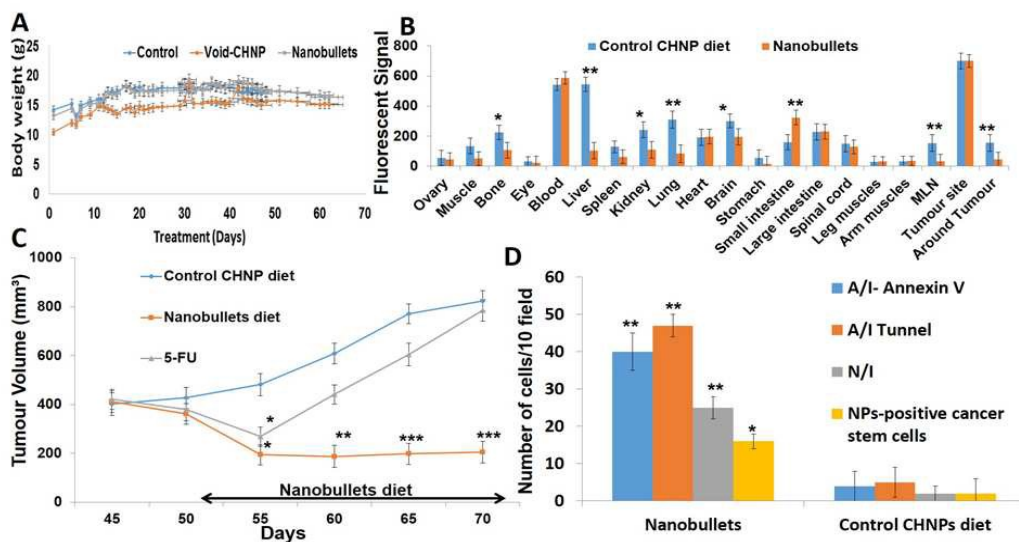 A
Body weight (g)
25
20
15
10
5
0
Control
Void-CHNP
Nanobullets
0
10
20
30
40
50
60
70
Treatment (Days)
B
Fluorescent Signal
800
600
400
200
0
Control CHNP diet
Nanobullets
*
**
*
**
*
**
**
**
Ovary
Muscle
Bone
Eye
Blood
Liver
Spleen
Kidney
Lung
Heart
Brain
Stomach
Small intestine
Large intestine
Spinal cord
Leg muscles
Arm muscles
MLN
Tumour site
Around Tumour
C
Tumour Volume (mm³)
1000
800
600
400
200
0
Control CHNP diet
Nanobullets diet
5-FU
*
*
**
***
***
Nanobullets diet
45
50
55
60
65
70
Days
D
Number of cells/10 field
60
50
40
30
20
10
0
**
**
**
*
A/I- Annexin V
A/I Tunnel
N/I
NPs-positive cancer
stem cells
Nanobullets
Control CHNPs diet